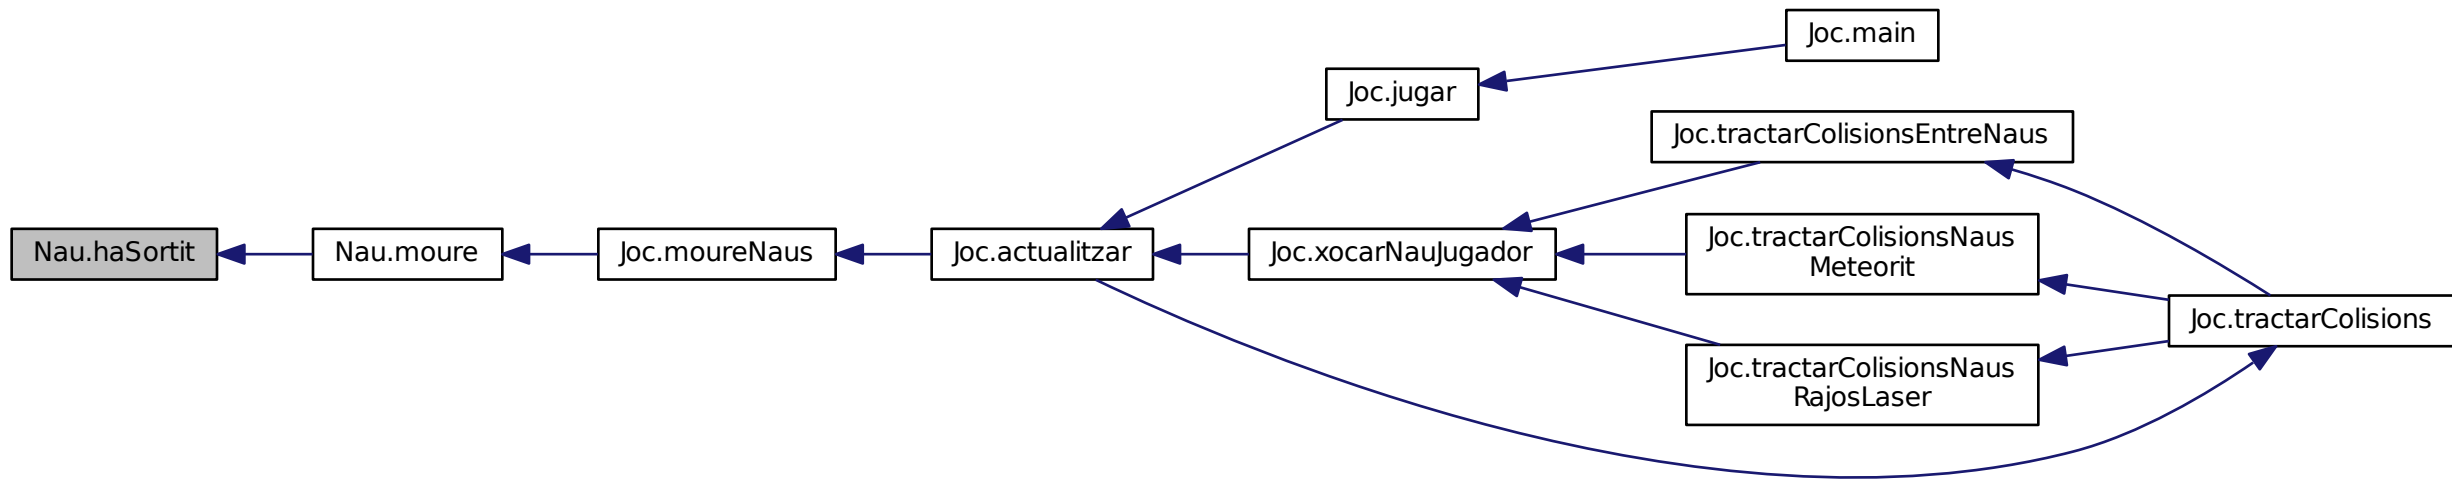 Joc.main
Joc.jugar
Joc.tractarColisionsEntreNaus
Nau.haSortit
Nau.moure
Joc.moureNaus
Joc.actualitzar
Joc.xocarNauJugador
Joc.tractarColisionsNaus
Meteorit
Joc.tractarColisions
Joc.tractarColisionsNaus
RajosLaser